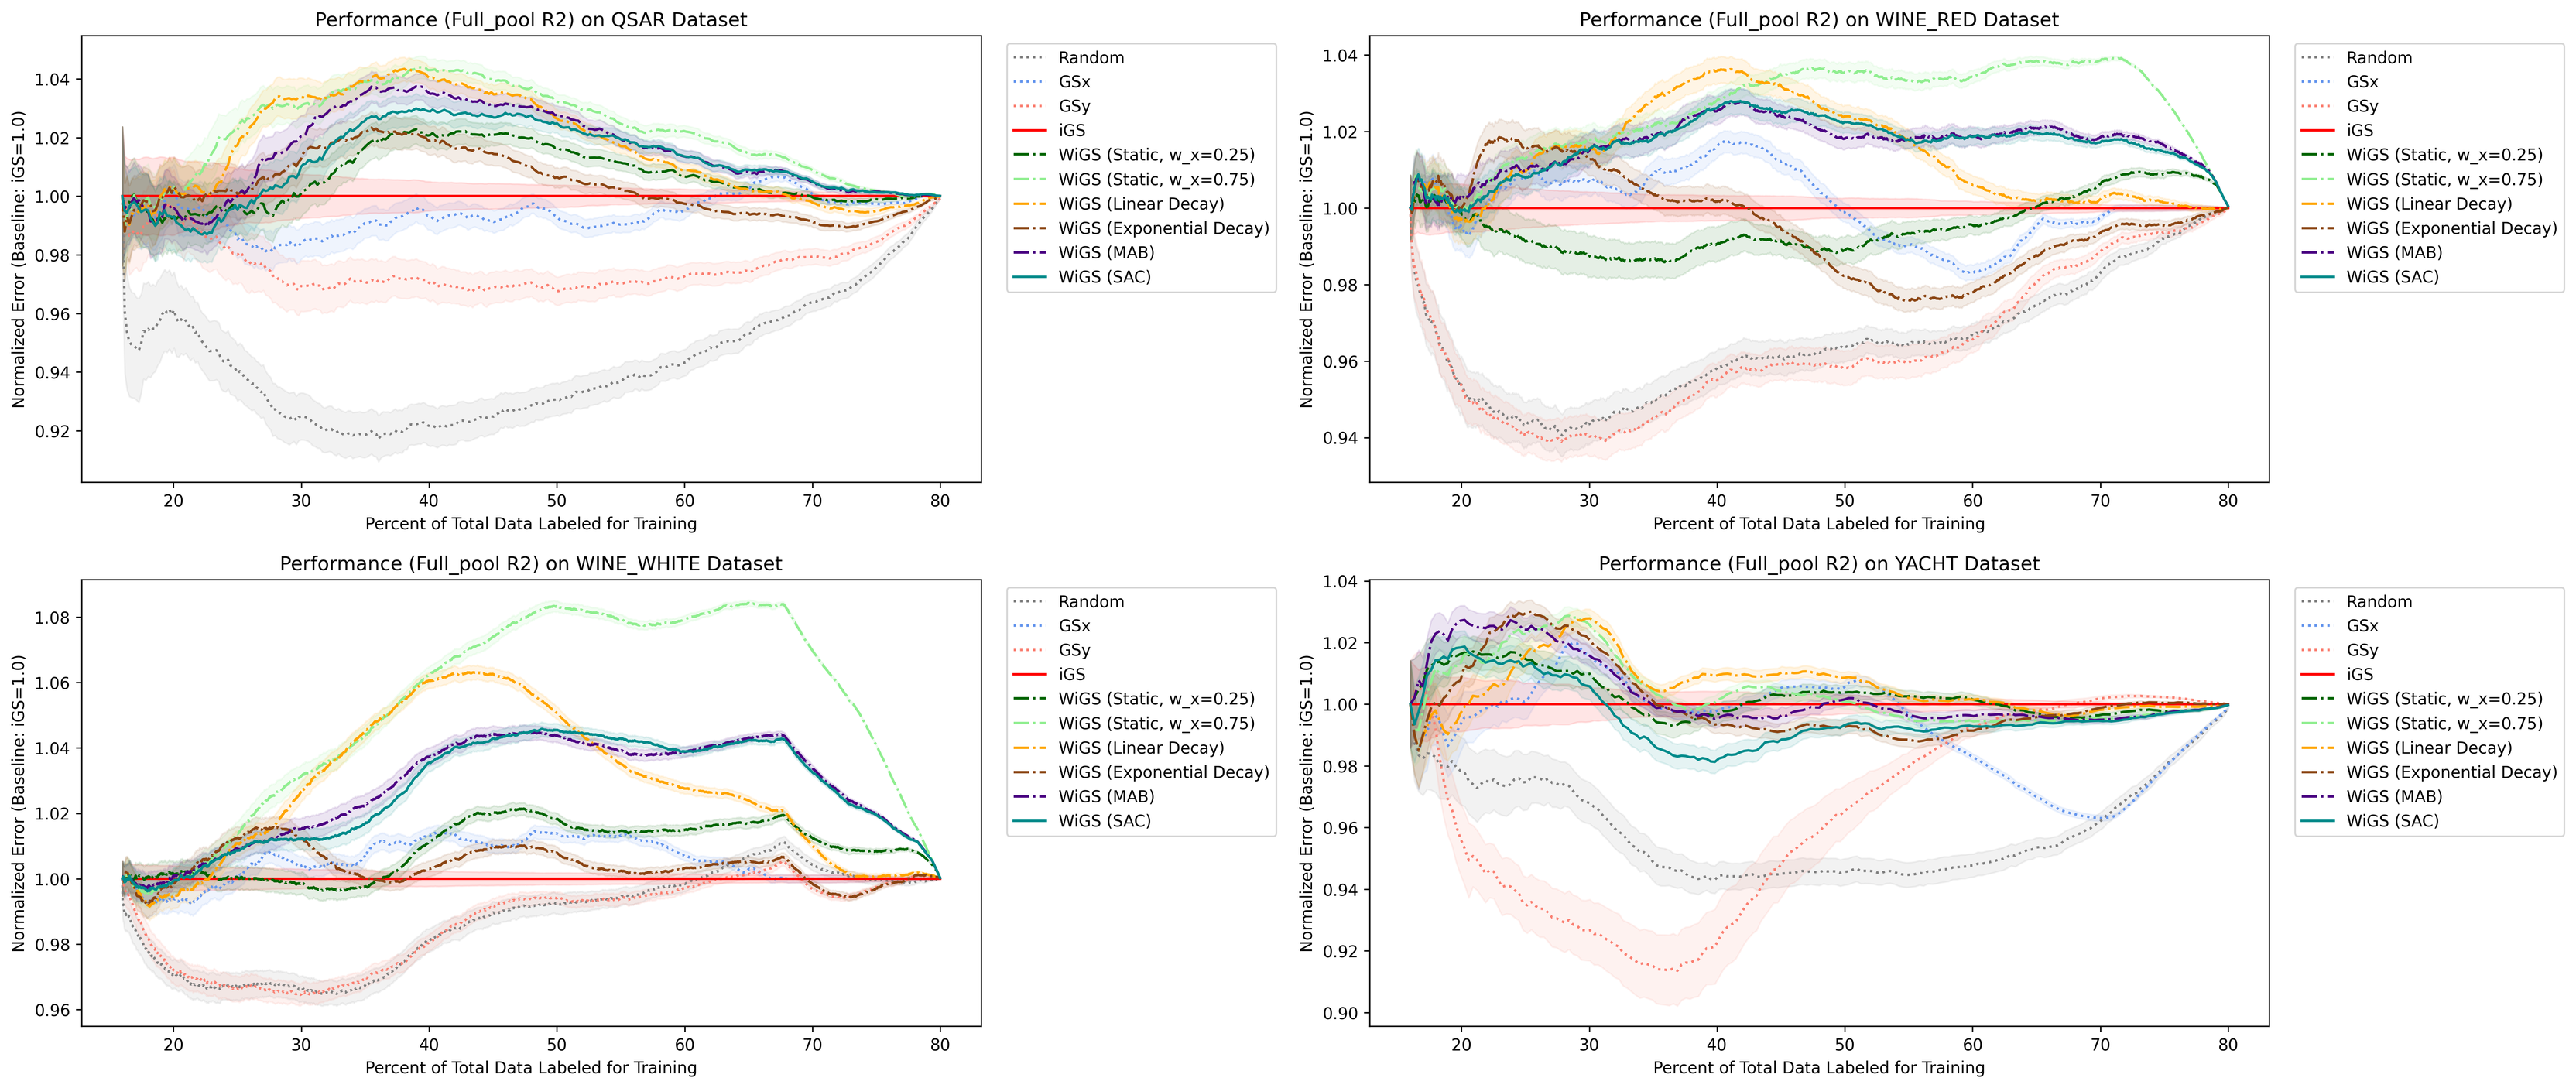 Performance (Full_pool R2) on QSAR Dataset
Normalized Error (Baseline: iGS=1.0)
1.04
1.02
1.00
0.98
0.96
0.94
0.92
20 30 40 50 60 70 80
Percent of Total Data Labeled for Training
Random
GSx
GSy
iGS
WiGS (Static, w_x=0.25)
WiGS (Static, w_x=0.75)
WiGS (Linear Decay)
WiGS (Exponential Decay)
WiGS (MAB)
WiGS (SAC)
Performance (Full_pool R2) on WINE_RED Dataset
Normalized Error (Baseline: iGS=1.0)
1.04
1.02
1.00
0.98
0.96
0.94
20 30 40 50 60 70 80
Percent of Total Data Labeled for Training
Random
GSx
GSy
iGS
WiGS (Static, w_x=0.25)
WiGS (Static, w_x=0.75)
WiGS (Linear Decay)
WiGS (Exponential Decay)
WiGS (MAB)
WiGS (SAC)
Performance (Full_pool R2) on WINE_WHITE Dataset
Normalized Error (Baseline: iGS=1.0)
1.08
1.06
1.04
1.02
1.00
0.98
0.96
20 30 40 50 60 70 80
Percent of Total Data Labeled for Training
Random
GSx
GSy
iGS
WiGS (Static, w_x=0.25)
WiGS (Static, w_x=0.75)
WiGS (Linear Decay)
WiGS (Exponential Decay)
WiGS (MAB)
WiGS (SAC)
Performance (Full_pool R2) on YACHT Dataset
Normalized Error (Baseline: iGS=1.0)
1.04
1.02
1.00
0.98
0.96
0.94
0.92
0.90
20 30 40 50 60 70 80
Percent of Total Data Labeled for Training
Random
GSx
GSy
iGS
WiGS (Static, w_x=0.25)
WiGS (Static, w_x=0.75)
WiGS (Linear Decay)
WiGS (Exponential Decay)
WiGS (MAB)
WiGS (SAC)